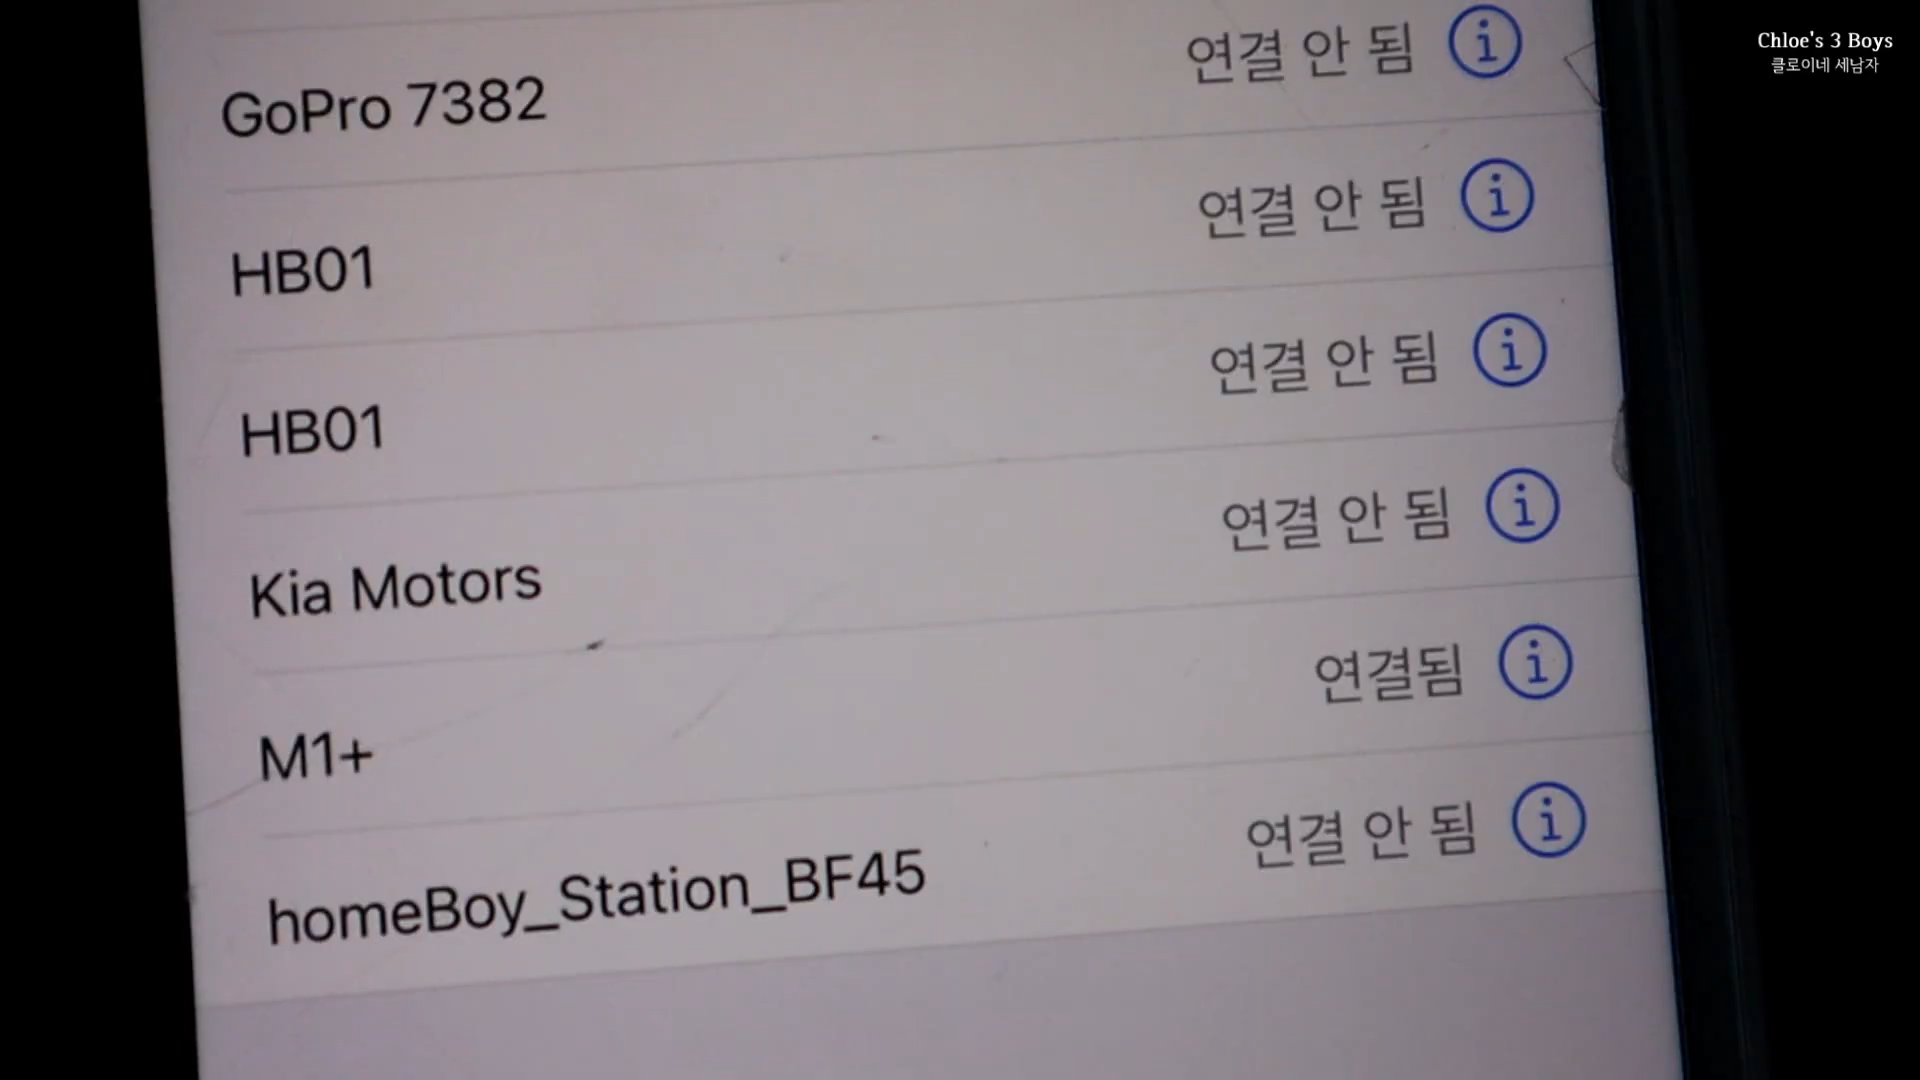 Chloe's 3 Boys
클로이네 세남자
GoPro 7382 연결 안 됨 i
HB01 연결 안 됨 i
HB01 연결 안 됨 i
Kia Motors 연결 안 됨 i
M1+ 연결됨 i
homeBoy_Station_BF45 연결 안 됨 i